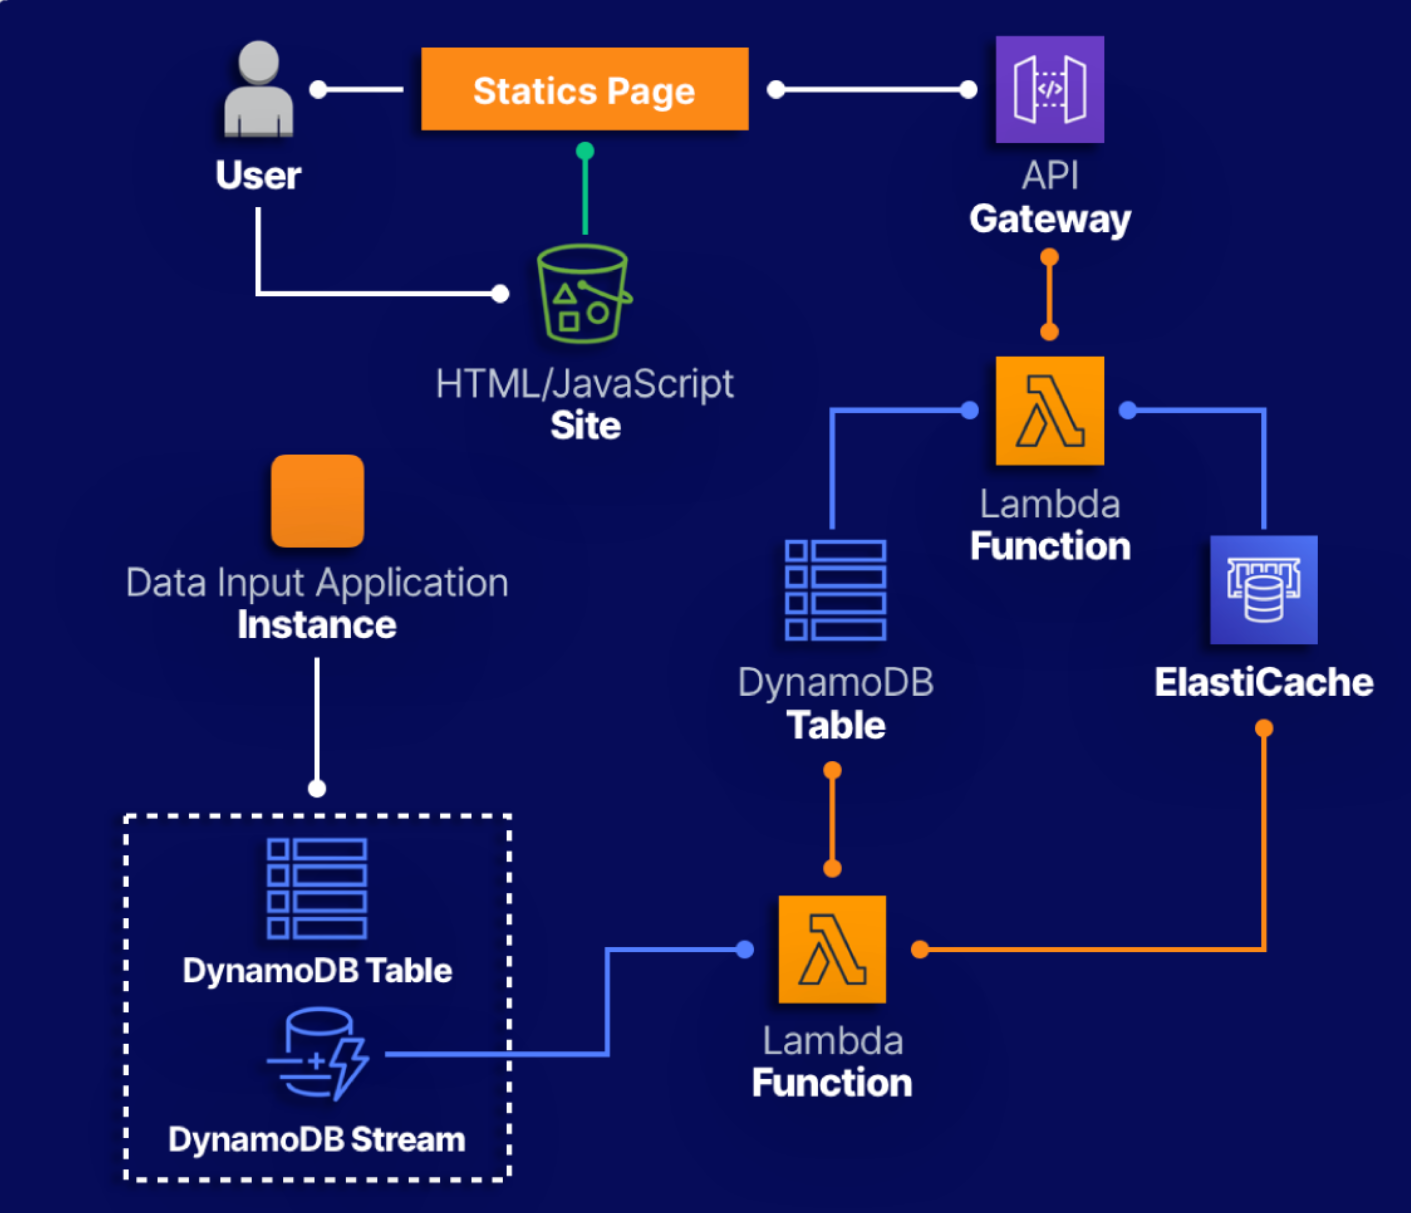 Statics Page
User
API
Gateway
</>
HTML/JavaScript
Site
Lambda
Function
Data Input Application
Instance
DynamoDB
Table
ElastiCache
DynamoDB Table
DynamoDB Stream
Lambda
Function